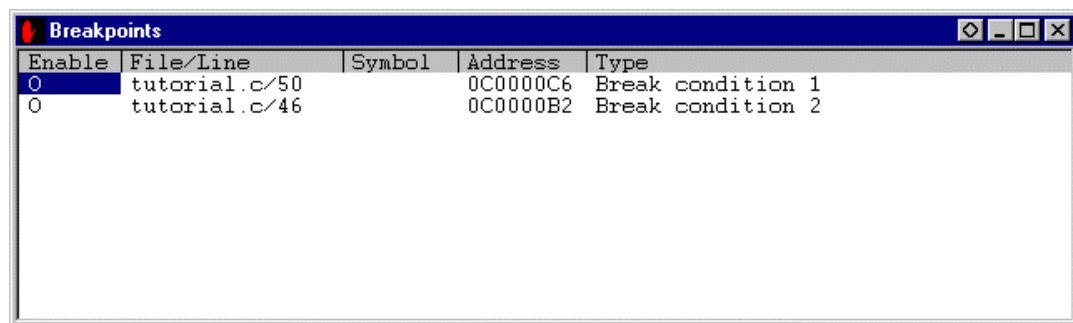 Breakpoints
Enable File/Line Symbol Address Type
O tutorial.c/50 0C0000C6 Break condition 1
O tutorial.c/46 0C0000B2 Break condition 2